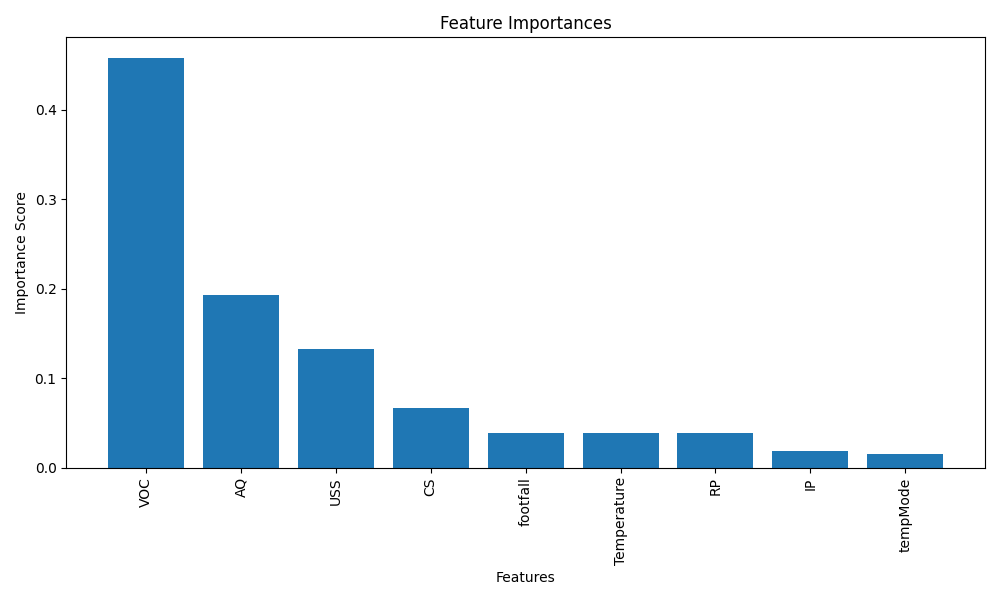 Feature Importances
Importance Score
0.4
0.3
0.2
0.1
0.0
VOC
AQ
USS
CS
footfall
Temperature
RP
IP
tempMode
Features